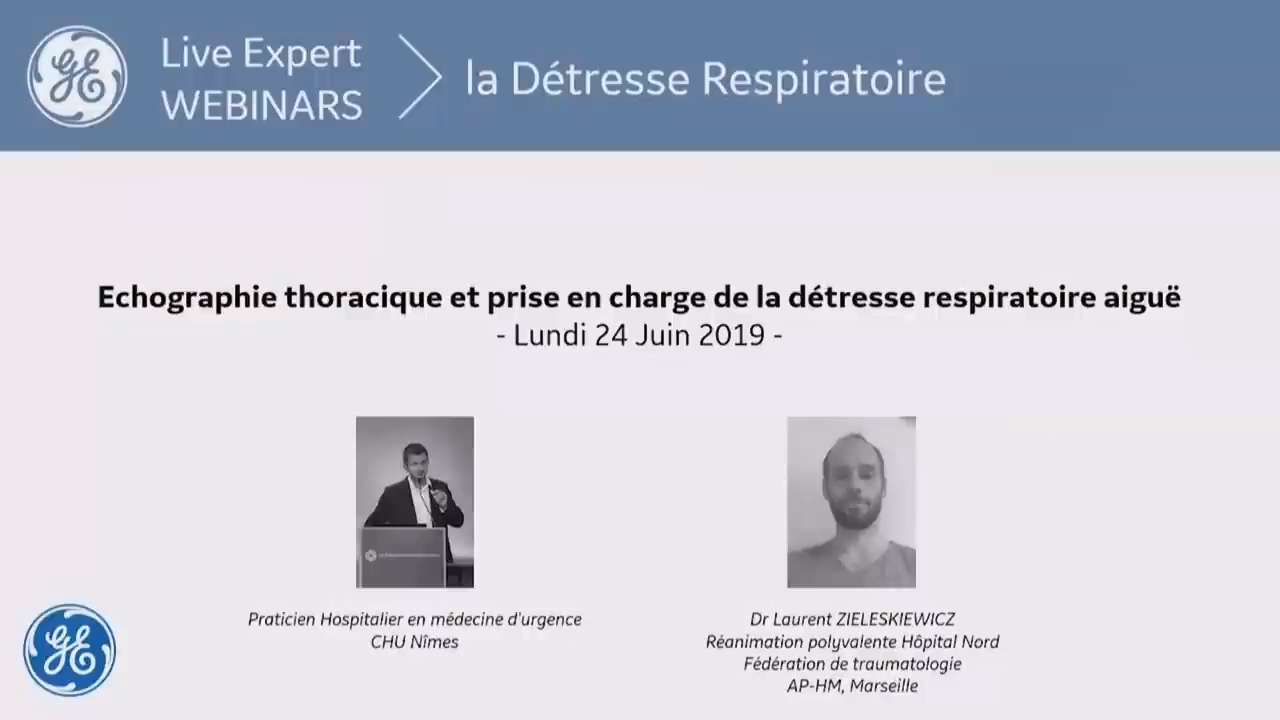 GE
Live Expert
WEBINARS
la Détresse Respiratoire
Echographie thoracique et prise en charge de la détresse respiratoire aiguë
- Lundi 24 Juin 2019 -
Praticien Hospitalier en médecine d'urgence
CHU Nîmes
Dr Laurent ZIELESKIEWICZ
Réanimation polyvalente Hôpital Nord
Fédération de traumatologie
AP-HM, Marseille
GE